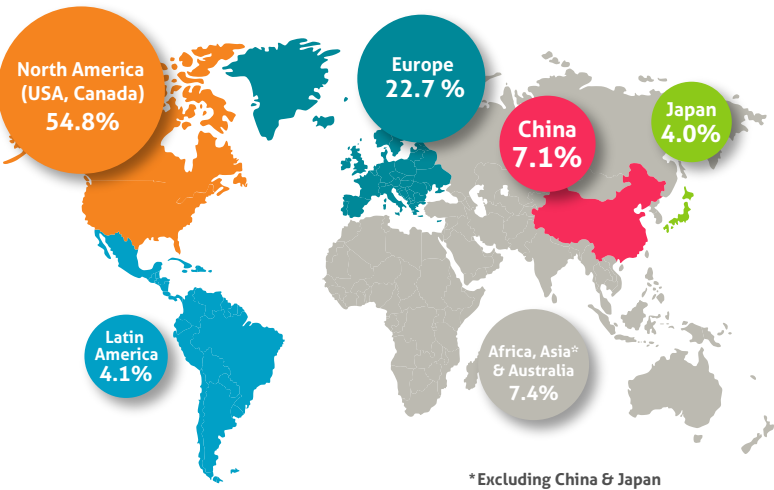 North America
(USA, Canada)
54.8%
Europe
22.7 %
China
7.1%
Japan
4.0%
Latin
America
4.1%
Africa, Asia*
& Australia
7.4%
*Excluding China & Japan